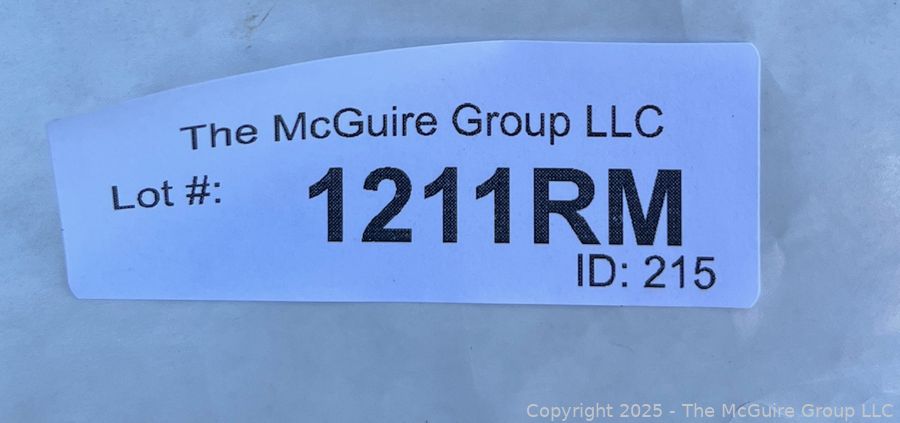 The McGuire Group LLC
Lot #: 1211RM
ID: 215
Copyright 2025 - The McGuire Group LLC